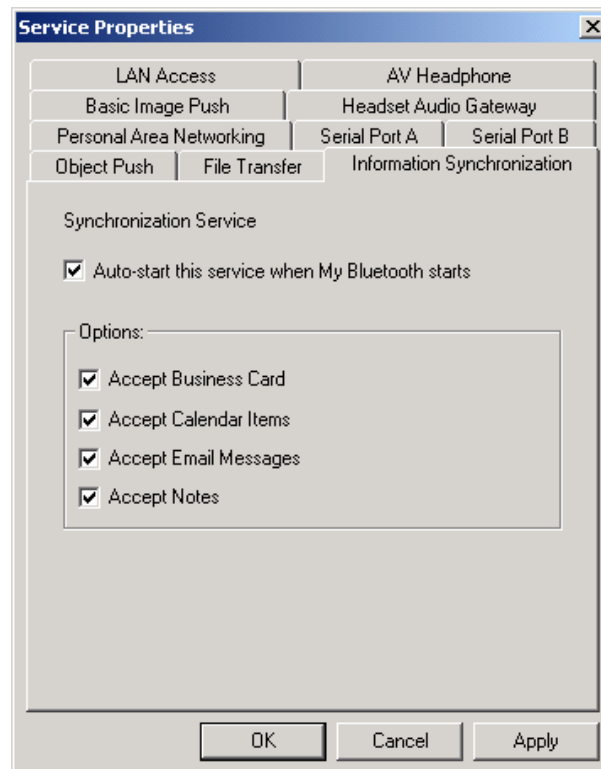 Service Properties
LAN Access AV Headphone
Basic Image Push Headset Audio Gateway
Personal Area Networking Serial Port A Serial Port B
Object Push File Transfer Information Synchronization
Synchronization Service
Auto-start this service when My Bluetooth starts
Options:
Accept Business Card
Accept Calendar Items
Accept Email Messages
Accept Notes
OK Cancel Apply